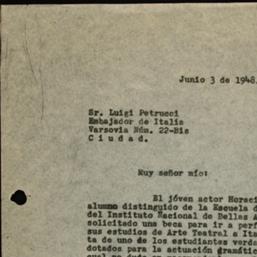 Junio 3 de 1948.
Sr. Luigi Petrucci
Embajador de Italia
Varsovia Núm. 22-Bis
C i u d a d.
Muy señor mío:
El jóven actor Horaci
alumno distinguido de la Escuela d
del Instituto Nacional de Bellas A
solicitado una beca para ir a perf
sus estudios de Arte Teatral a Ita
ta de uno de los estudiantes verda
dotados para la actuación dramátic